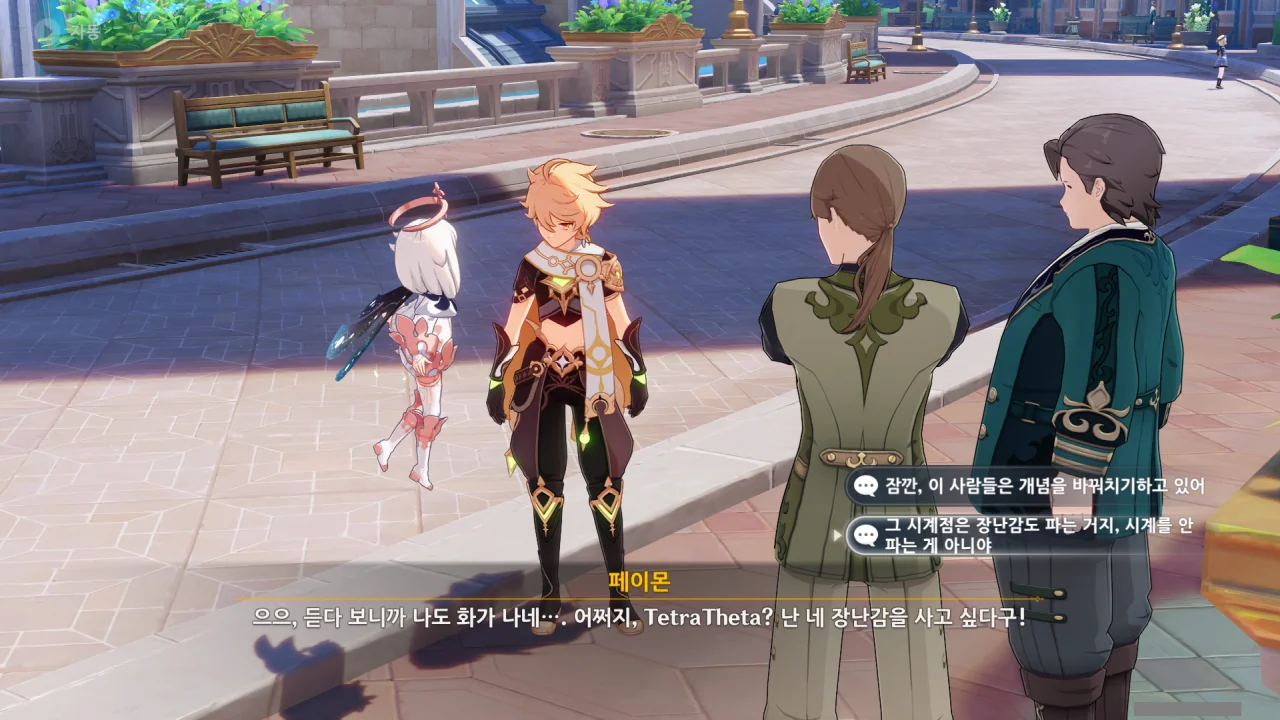 자동
잠깐, 이 사람들은 개념을 바꿔치기하고 있어
그 시계점은 장난감도 파는 거지, 시계를 안
파는 게 아니야
페이몬
으으, 듣다 보니까 나도 화가 나네…. 어쩌지, TetraTheta? 난 네 장난감을 사고 싶다구!